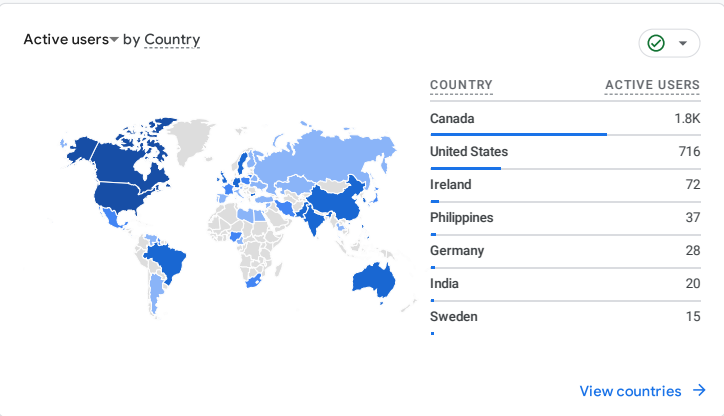 Active users by Country
COUNTRY ACTIVE USERS
Canada 1.8K
United States 716
Ireland 72
Philippines 37
Germany 28
India 20
Sweden 15
View countries